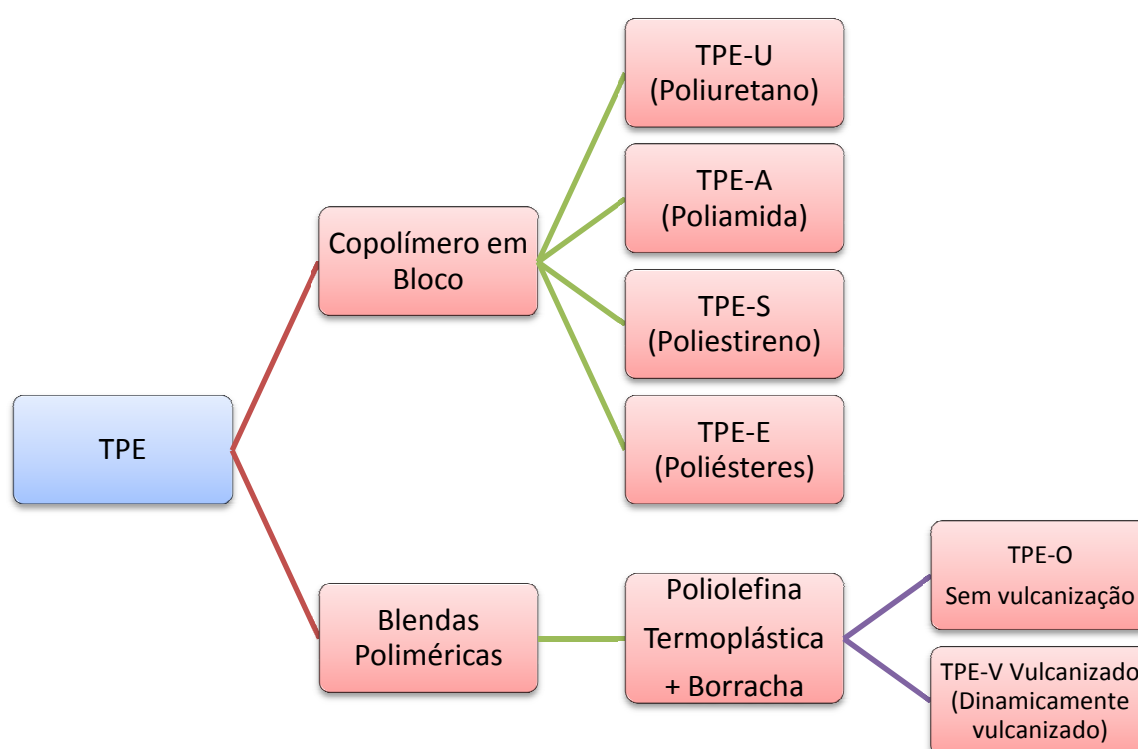 TPE
Copolímero em
Bloco
TPE-U
(Poliuretano)
TPE-A
(Poliamida)
TPE-S
(Poliestireno)
TPE-E
(Poliésteres)
Blendas
Poliméricas
Poliolefina
Termoplástica
+ Borracha
TPE-O
Sem vulcanização
TPE-V Vulcanizado
(Dinamicamente
vulcanizado)